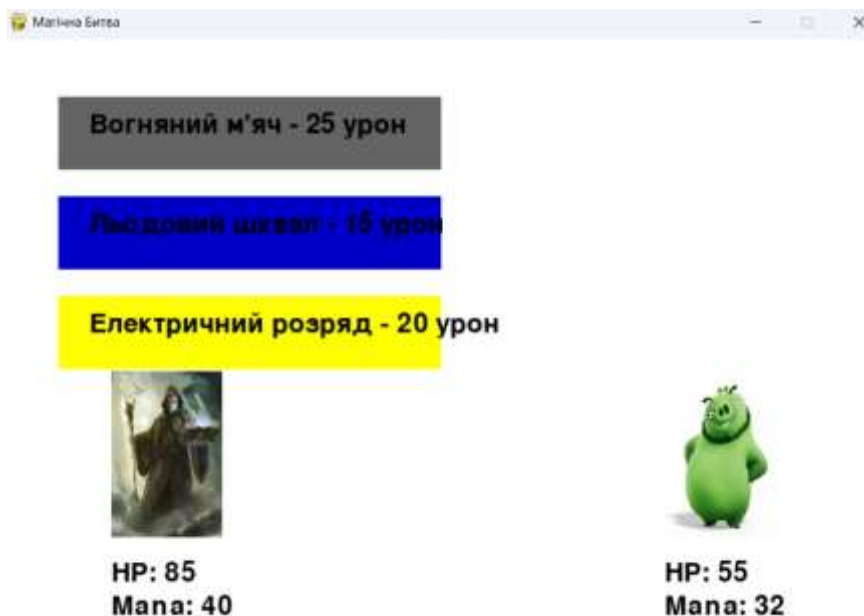 Магічна Битва
Вогняний м'яч - 25 урон
Льодовий шквал - 15 урон
Електричний розряд - 20 урон
HP: 85
Mana: 40
HP: 55
Mana: 32